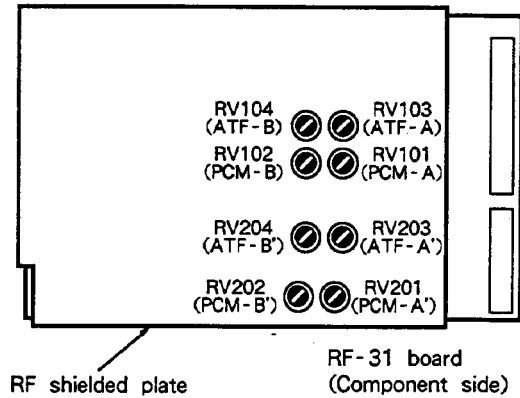 RV104
(ATF-B)
RV103
(ATF-A)
RV102
(PCM-B)
RV101
(PCM-A)
RV204
(ATF-B')
RV203
(ATF-A')
RV202
(PCM-B')
RV201
(PCM-A')
RF shielded plate
RF-31 board
(Component side)